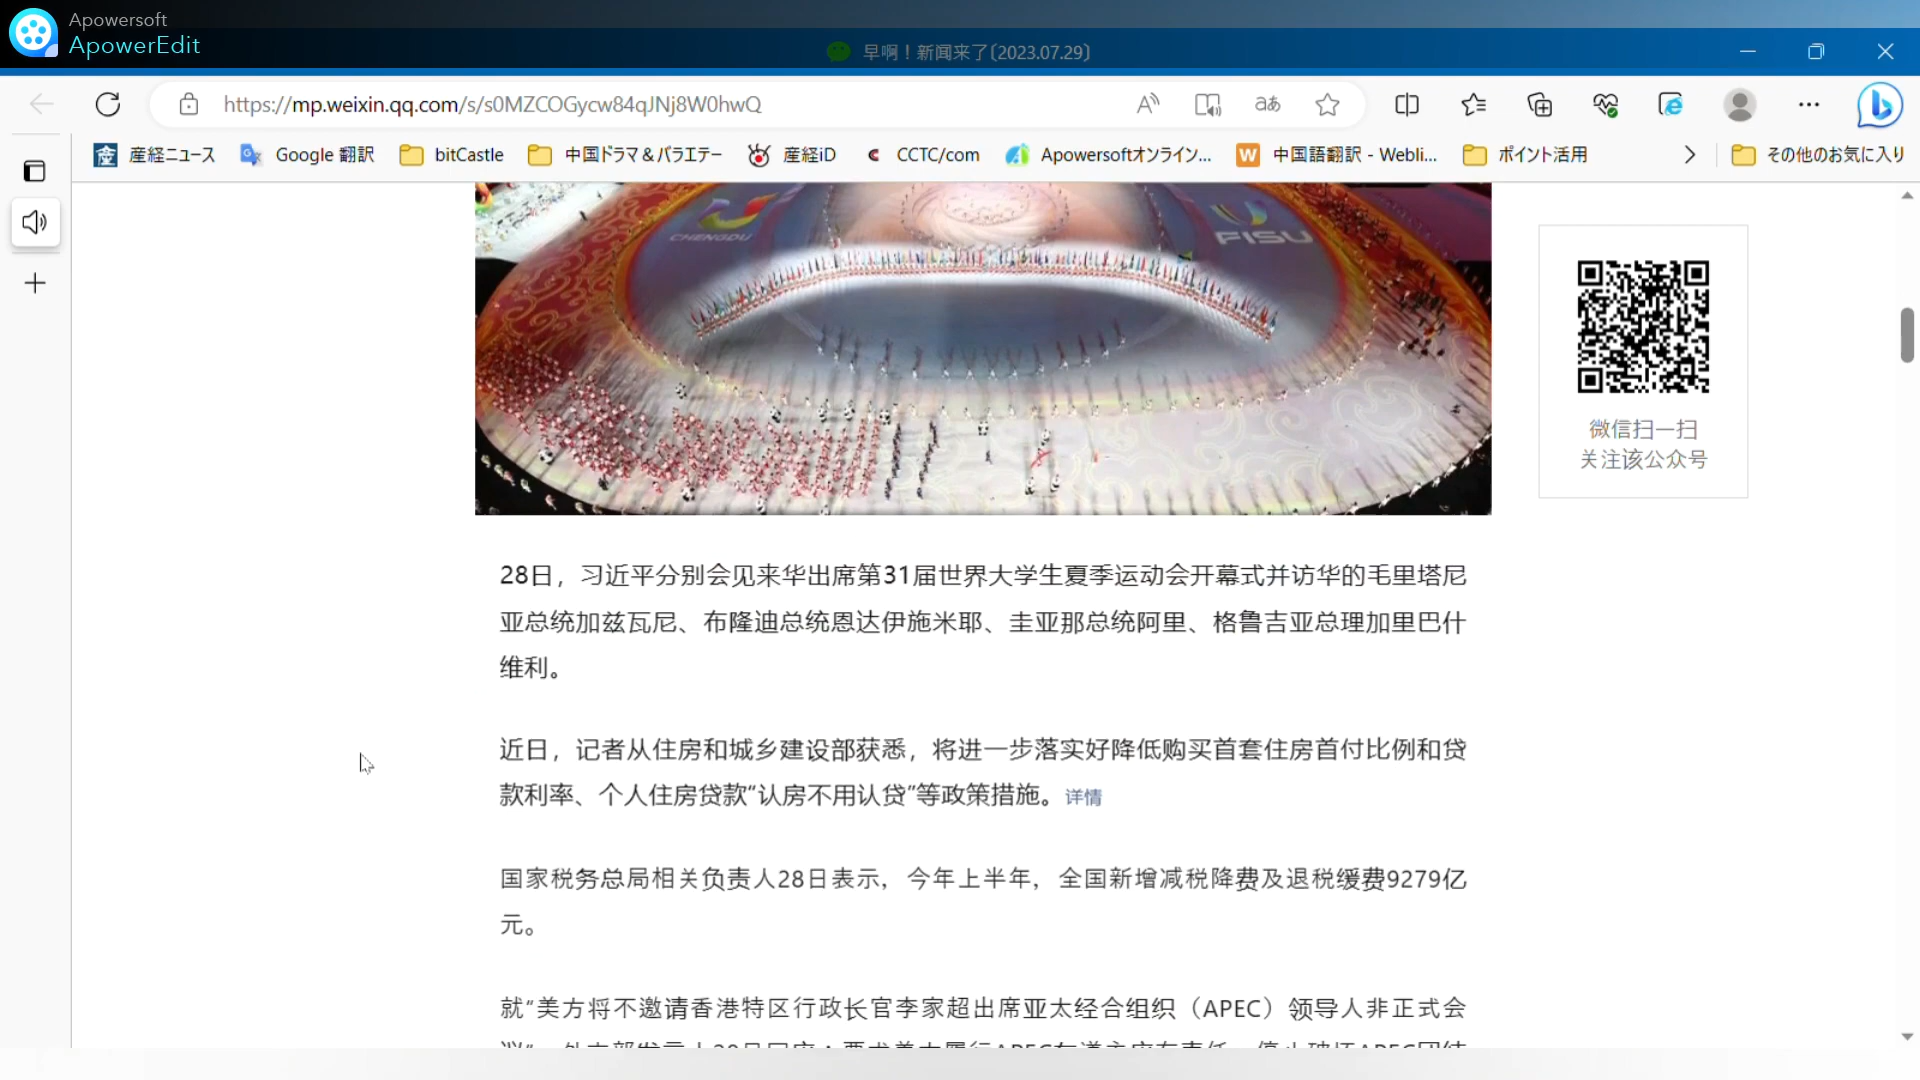 Apowersoft
ApowerEdit
早啊！新闻来了〔2023.07.29〕
https://mp.weixin.qq.com/s/s0MZCOGycw84qJNj8W0hwQ
産経ニュース
Google 翻訳
bitCastle
中国ドラマ＆バラエテー
産経iD
CCTC/com
Apowersoftオンライン...
中国語翻訳 - Webli...
ポイント活用
その他のお気に入り
CHENGDU
FISU
微信扫一扫
关注该公众号
28日，习近平分别会见来华出席第31届世界大学生夏季运动会开幕式并访华的毛里塔尼
亚总统加兹瓦尼、布隆迪总统恩达伊施米耶、圭亚那总统阿里、格鲁吉亚总理加里巴什
维利。
近日，记者从住房和城乡建设部获悉，将进一步落实好降低购买首套住房首付比例和贷
款利率、个人住房贷款“认房不用认贷”等政策措施。详情
国家税务总局相关负责人28日表示，今年上半年，全国新增减税降费及退税缓费9279亿
元。
就“美方将不邀请香港特区行政长官李家超出席亚太经合组织（APEC）领导人非正式会